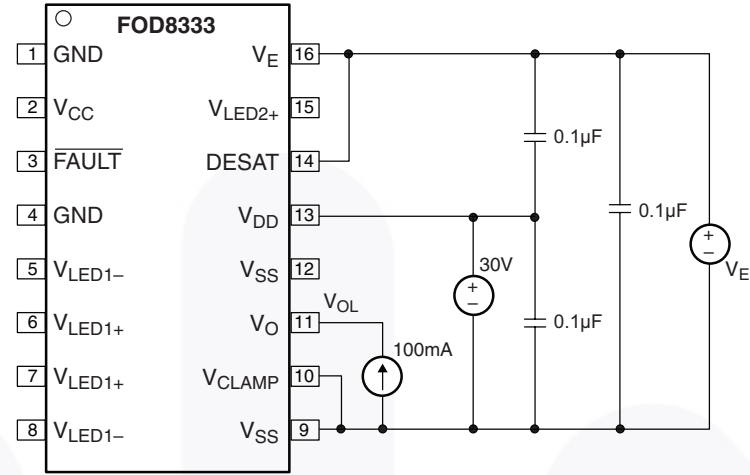 FOD8333
1 GND
2 VCC
3 FAULT
4 GND
5 VLED1–
6 VLED1+
7 VLED1+
8 VLED1–
VE 16
VLED2+ 15
DESAT 14
VDD 13
VSS 12
VO 11
VCLAMP 10
VSS 9
VOL
100mA
30V
+
–
0.1µF
0.1µF
0.1µF
+
–
VE